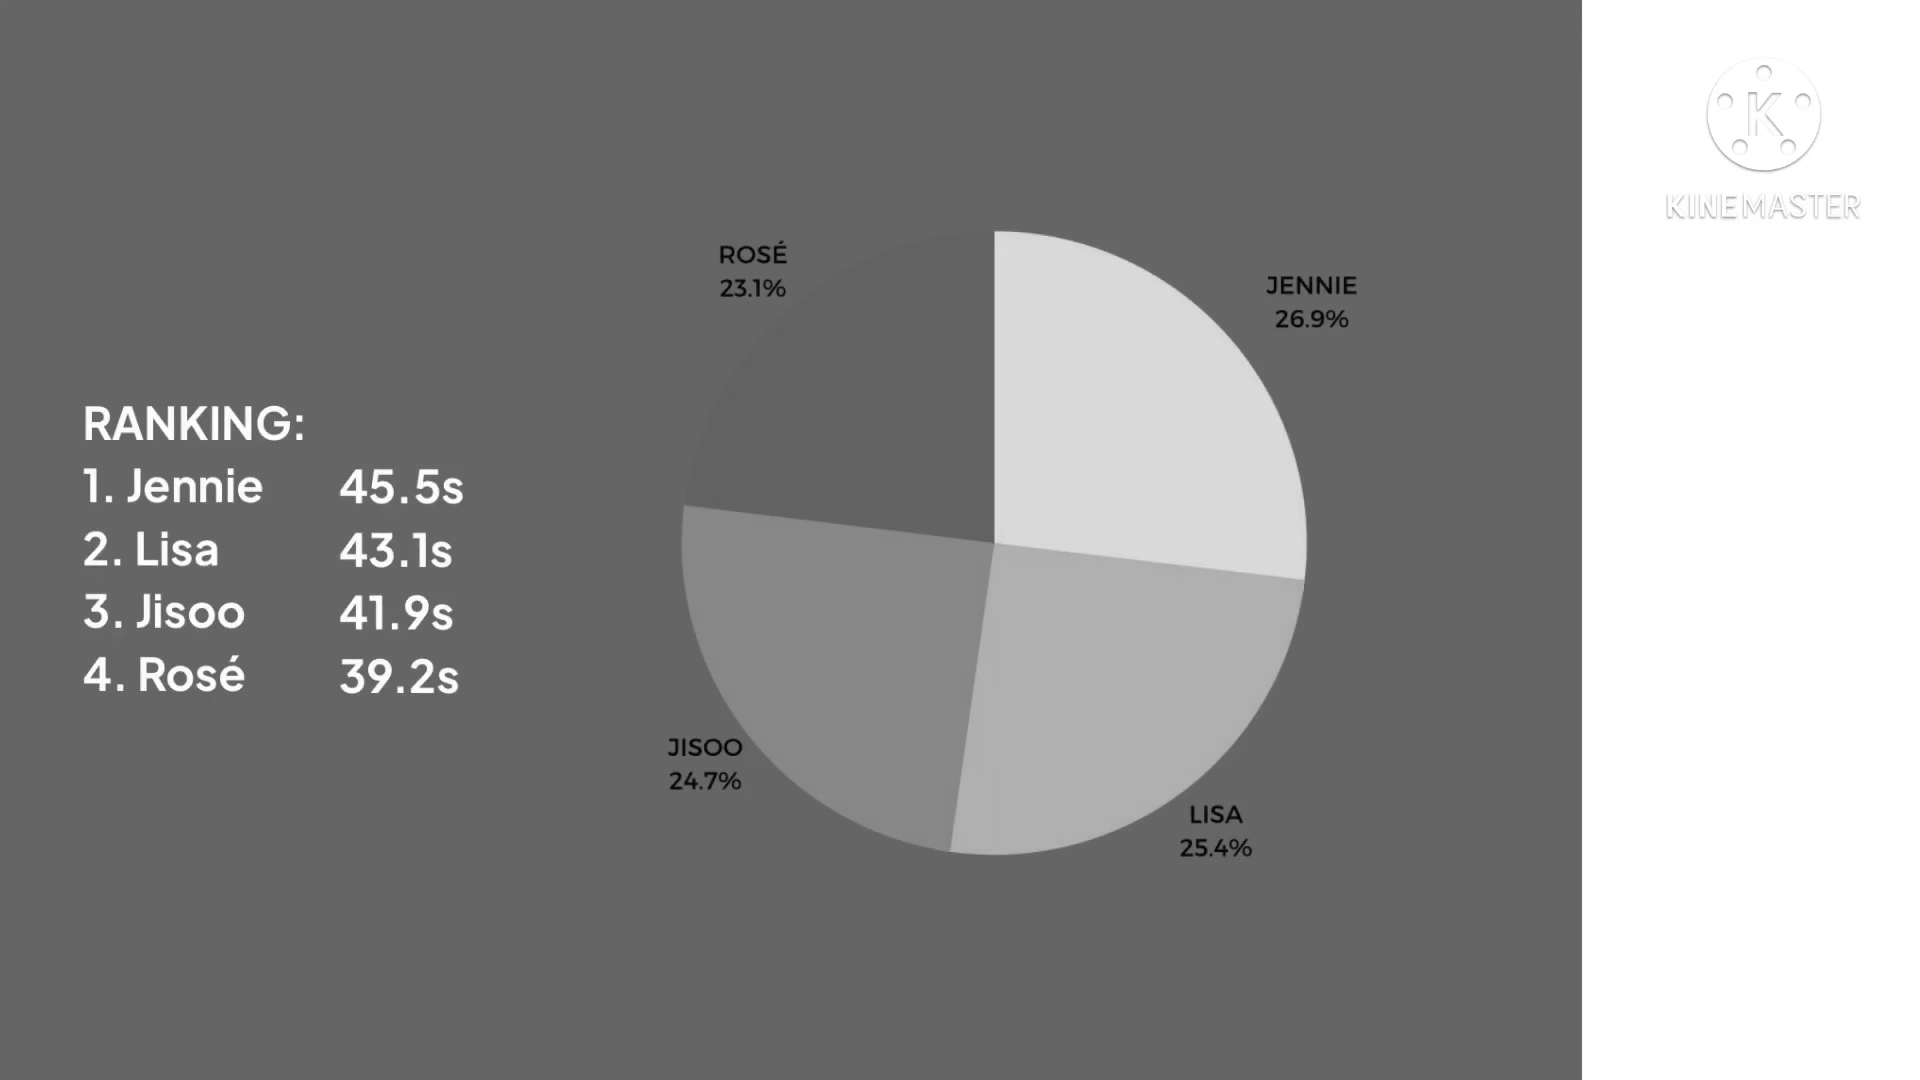 RANKING:
1. Jennie 45.5s
2. Lisa 43.1s
3. Jisoo 41.9s
4. Rosé 39.2s
ROSÉ
23.1%
JENNIE
26.9%
JISOO
24.7%
LISA
25.4%
K
KINEMASTER